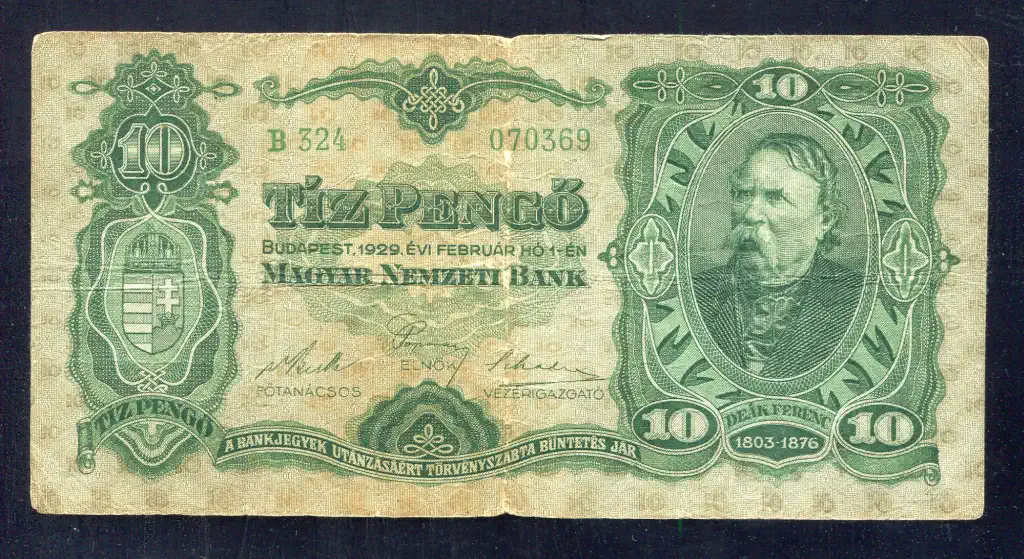 10
B 324 070369
TÍZ PENGŐ
BUDAPEST, 1929. ÉVI FEBRUÁR HÓ 1-ÉN
MAGYAR NEMZETI BANK
ELNÖK
FŐTANÁCSOS VEZÉRIGAZGATÓ
TÍZ PENGŐ
A BANKJEGYEK UTÁNZÁSÁÉRT TÖRVÉNYSZABTA BÜNTETÉS JÁR
10
10 DEÁK FERENC 10
1803-1876